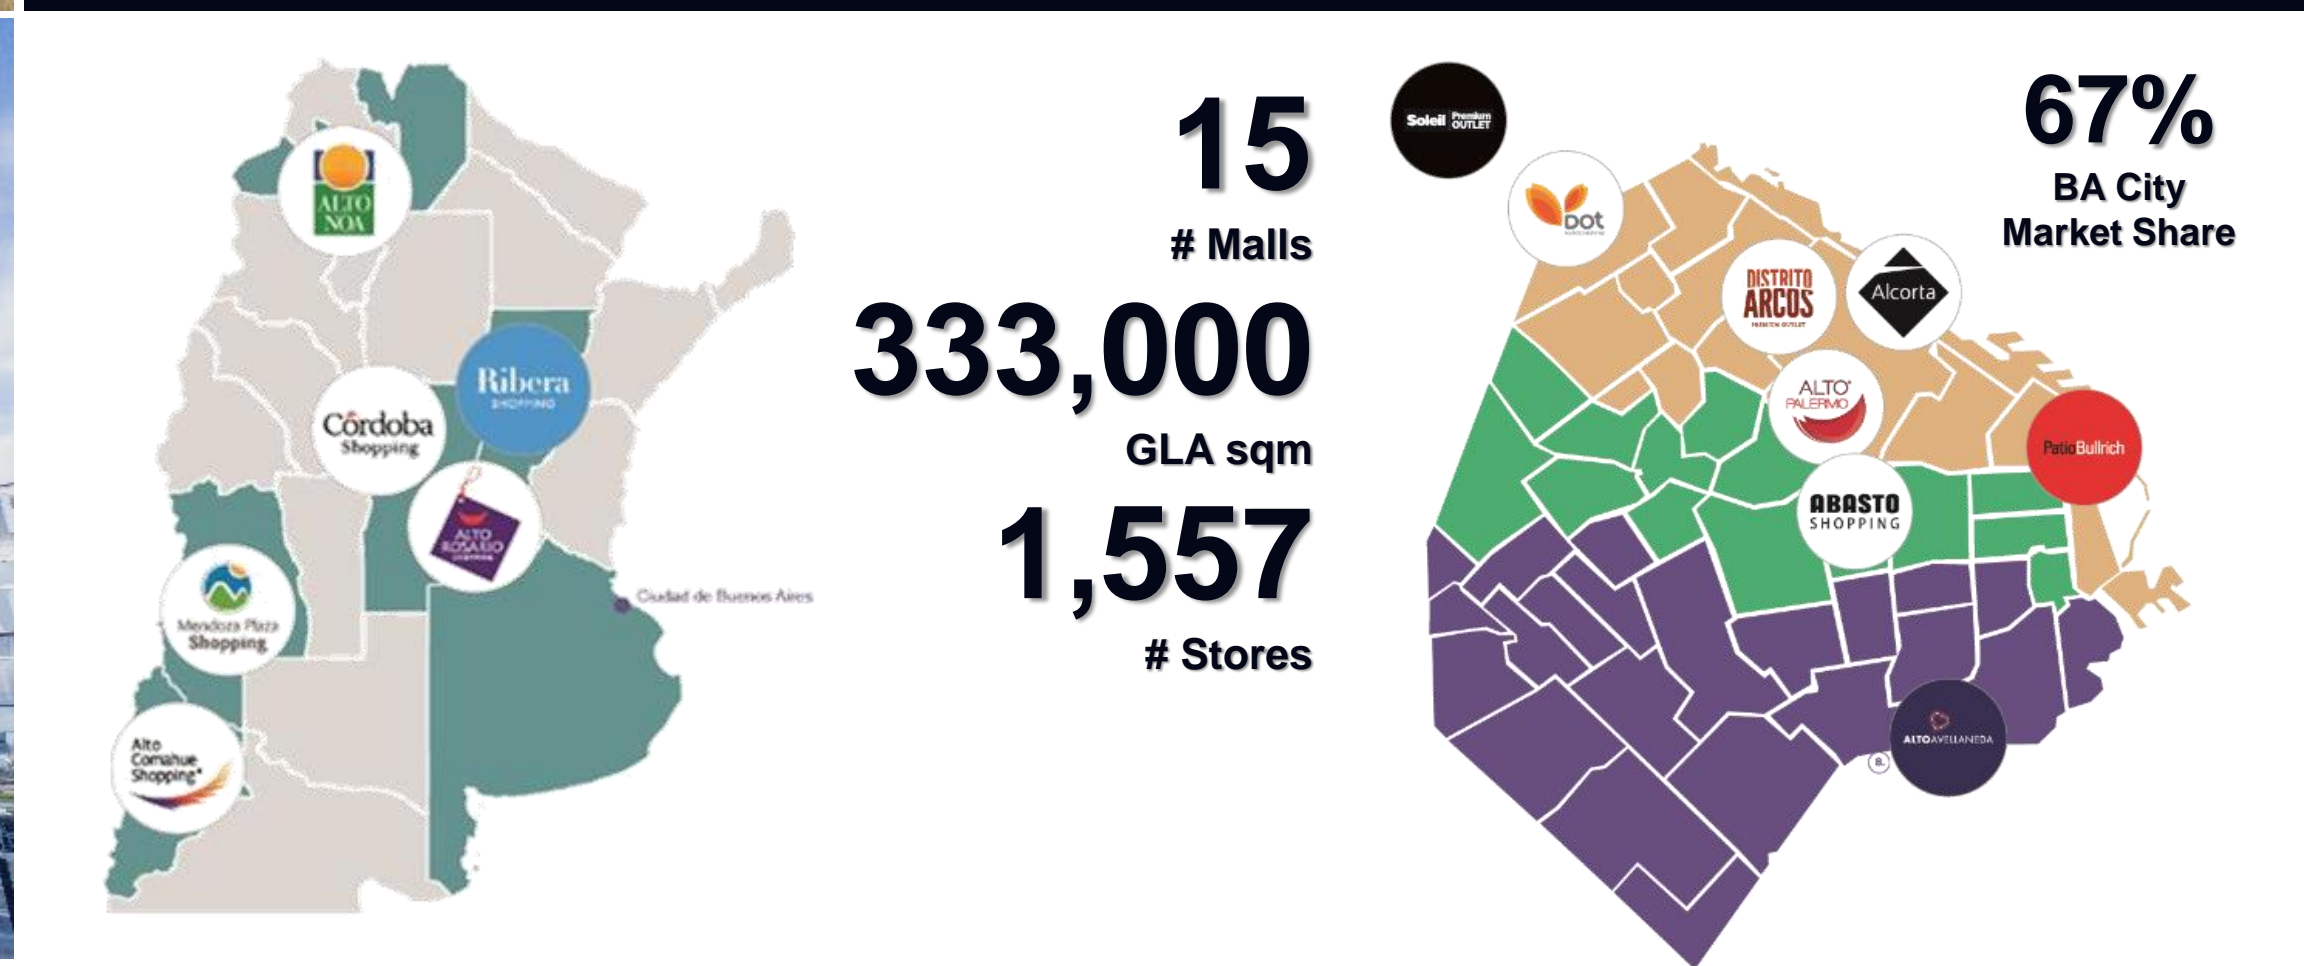 ALTO
NOA
Ribera
SHOPPING
Córdoba
Shopping
ALTO
ROSARIO
Mendoza Plaza
Shopping
Alto
Comahue
Shopping
Ciudad de Buenos Aires
15
# Malls
333,000
GLA sqm
1,557
# Stores
Soleil Premium
OUTLET
DOT
DISTRITO
ARCOS
PREMIUM OUTLET
Alcorta
ALTO
PALERMO
PatioBullrich
ABASTO
SHOPPING
ALTOAVELLANEDA
8.
67%
BA City
Market Share